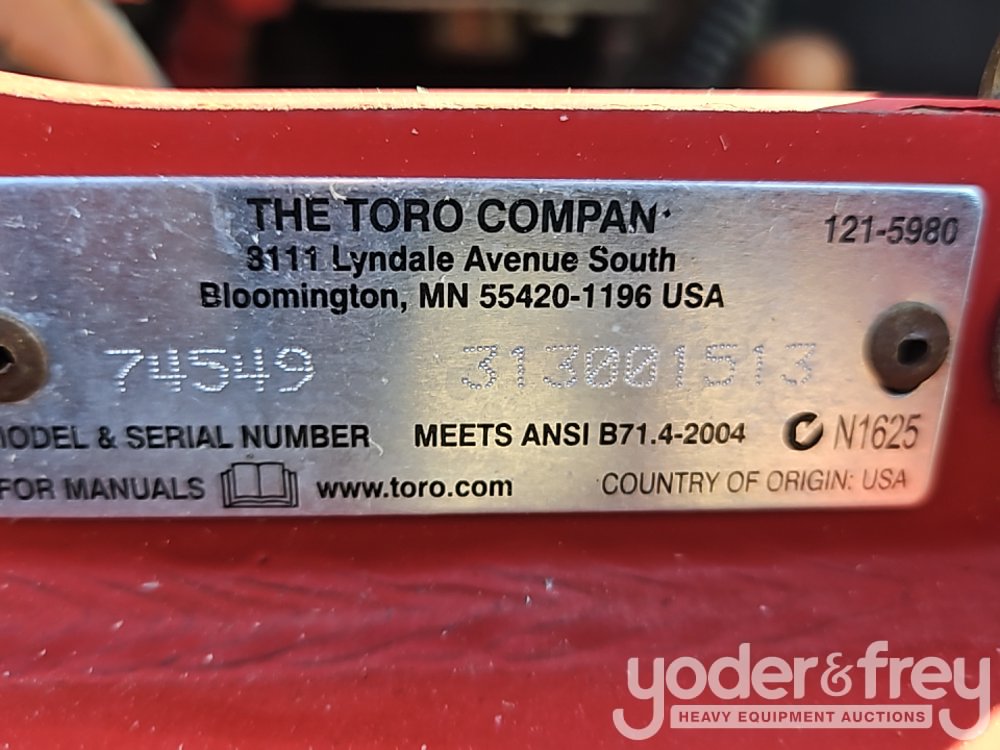 THE TORO COMPAN
121-5980
8111 Lyndale Avenue South
Bloomington, MN 55420-1196 USA
74549 313001513
MODEL & SERIAL NUMBER MEETS ANSI B71.4-2004 N1625
FOR MANUALS www.toro.com COUNTRY OF ORIGIN: USA
yoder&frey
HEAVY EQUIPMENT AUCTIONS